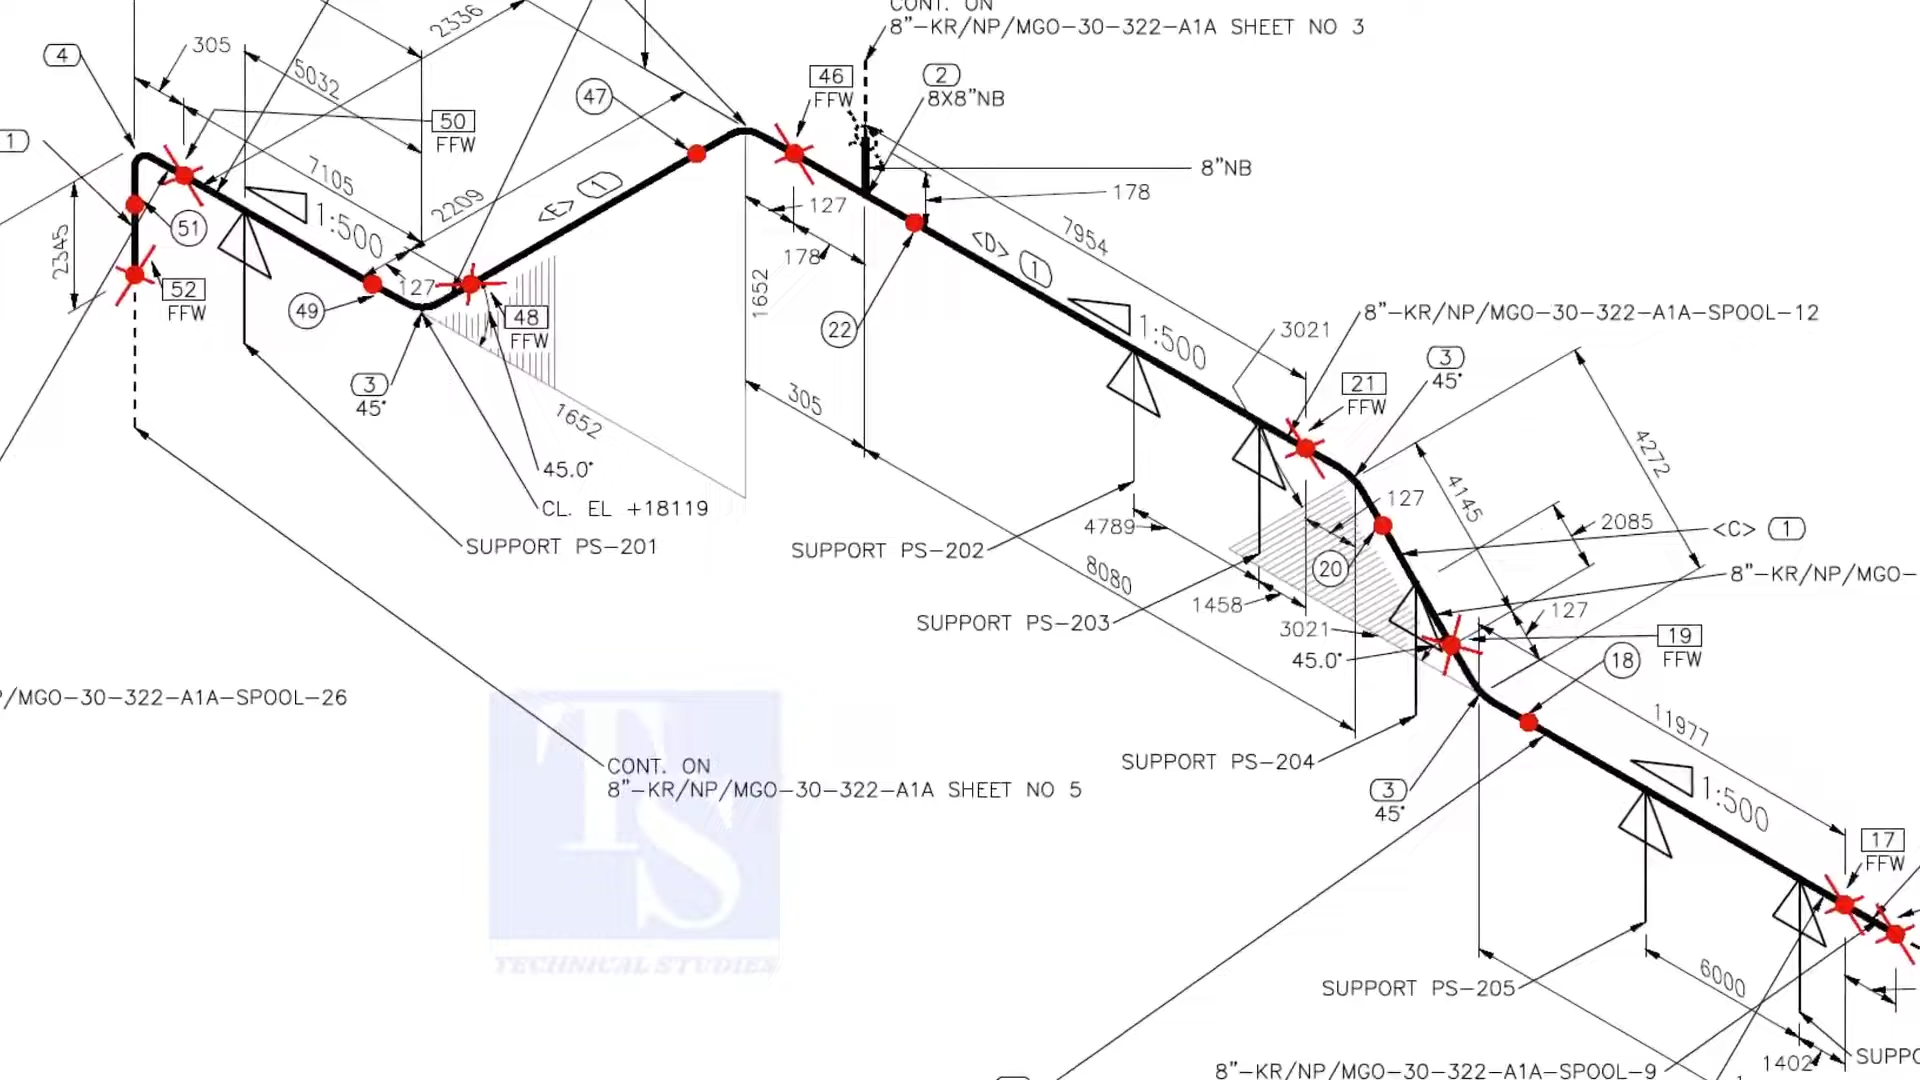 CONT. ON
8"-KR/NP/MGO-30-322-A1A SHEET NO 3
2336
305
4
5032
46
FFW
2
8X8"NB
47
50
FFW
1
7105
8"NB
178
2209
<E> 1
1:500
127
7954
51
2345
178
<D> 1
127
52
FFW
49
48
FFW
1652
22
1:500
3021
8"-KR/NP/MGO-30-322-A1A-SPOOL-12
3
45°
3
45°
21
FFW
305
1652
4272
45.0°
4145
127
CL. EL +18119
4789
2085
<C> 1
SUPPORT PS-201
SUPPORT PS-202
20
8080
8"-KR/NP/MGO-
1458
127
SUPPORT PS-203
3021
19
FFW
45.0°
18
P/MGO-30-322-A1A-SPOOL-26
11977
CONT. ON
8"-KR/NP/MGO-30-322-A1A SHEET NO 5
SUPPORT PS-204
3
45°
1:500
17
FFW
TS
TECHNICAL STUDIES
SUPPORT PS-205
6000
1402
8"-KR/NP/MGO-30-322-A1A-SPOOL-9